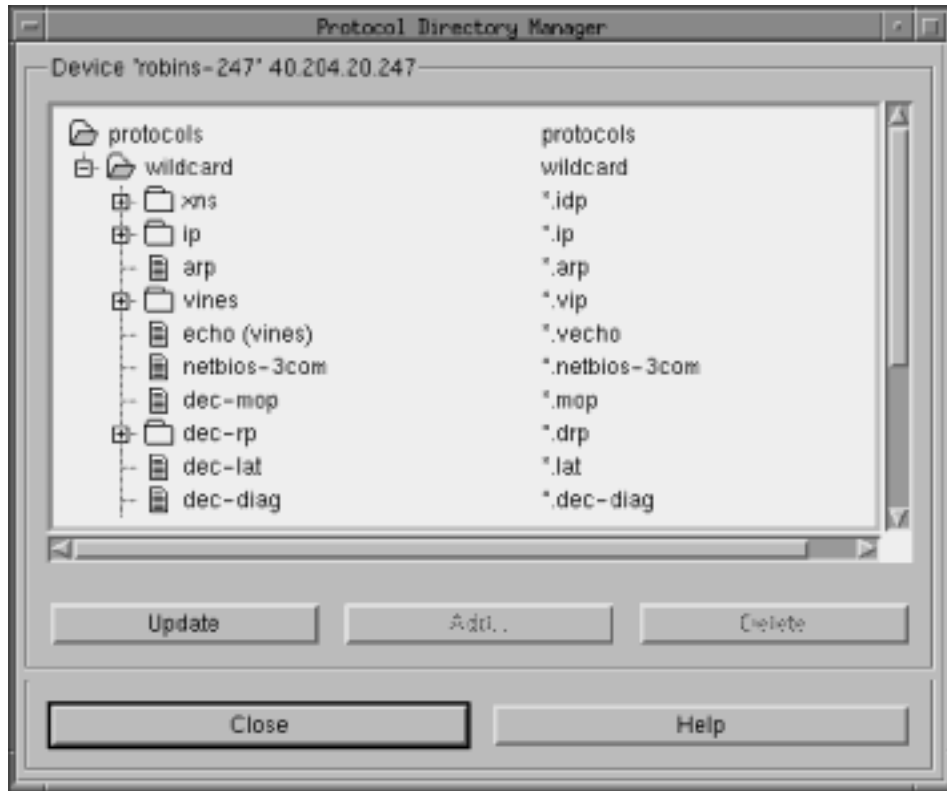 Protocol Directory Manager
Device "robins-247" 40.204.20.247
protocols protocols
wildcard wildcard
xns *.idp
ip *.ip
arp *.arp
vines *.vip
echo (vines) *.vecho
netbios-3com *.netbios-3com
dec-mop *.mop
dec-rp *.drp
dec-lat *.lat
dec-diag *.dec-diag
Update Add... Delete
Close Help